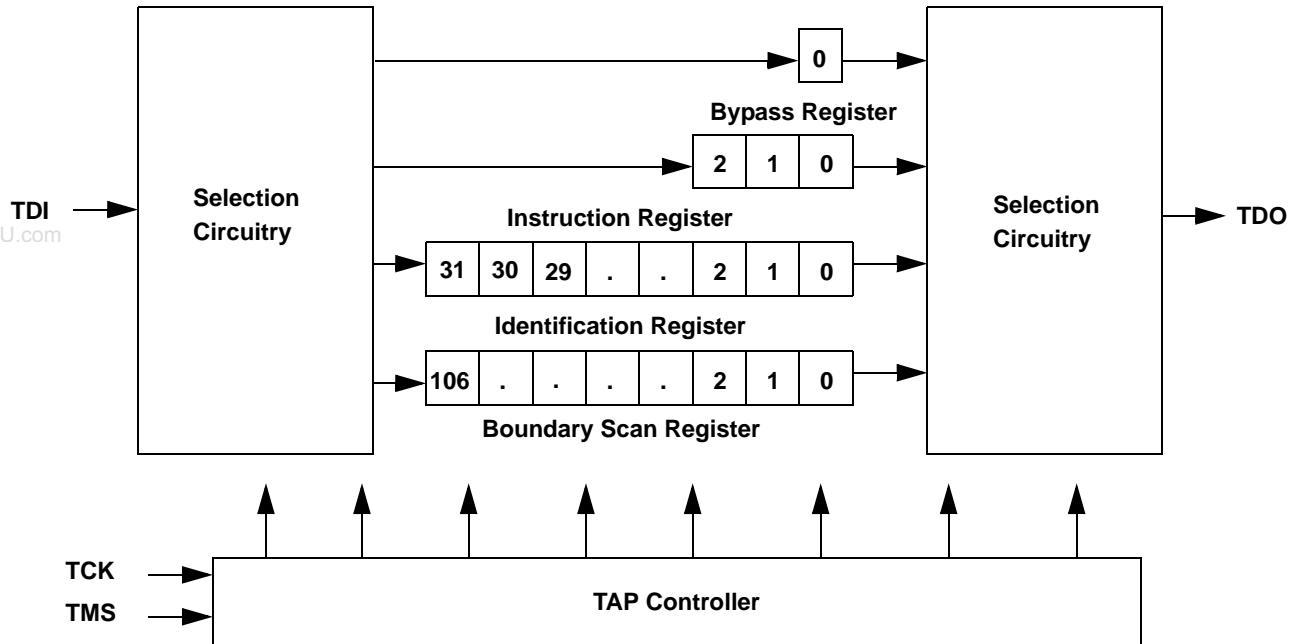 0
Bypass Register
2 1 0
TDI
Selection
Circuitry
Selection
Circuitry
TDO
U.com
Instruction Register
31 30 29 . . 2 1 0
Identification Register
106 . . . . 2 1 0
Boundary Scan Register
TCK
TMS
TAP Controller